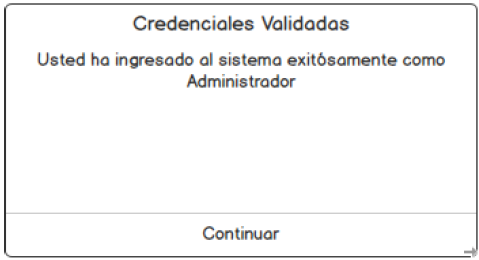 Credenciales Validadas
Usted ha ingresado al sistema exitósamente como
Administrador
Continuar